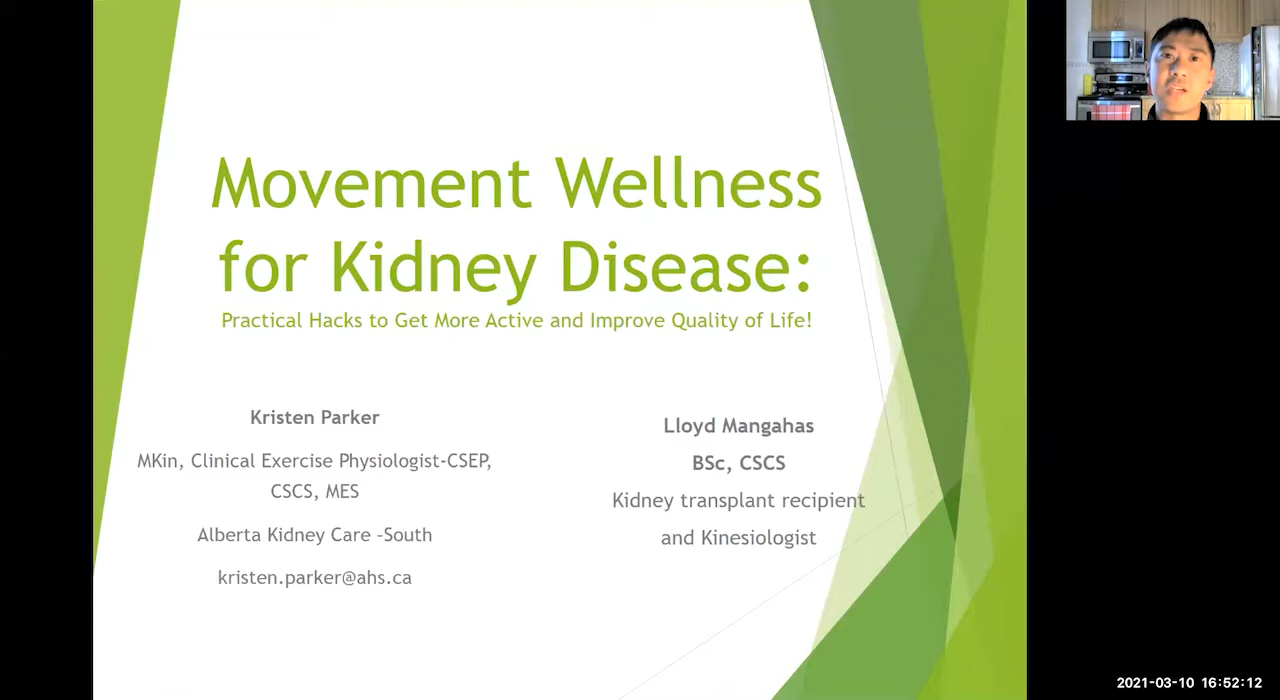 Movement Wellness
for Kidney Disease:
Practical Hacks to Get More Active and Improve Quality of Life!
Kristen Parker
MKin, Clinical Exercise Physiologist-CSEP,
CSCS, MES
Alberta Kidney Care –South
kristen.parker@ahs.ca
Lloyd Mangahas
BSc, CSCS
Kidney transplant recipient
and Kinesiologist
2021-03-10 16:52:12